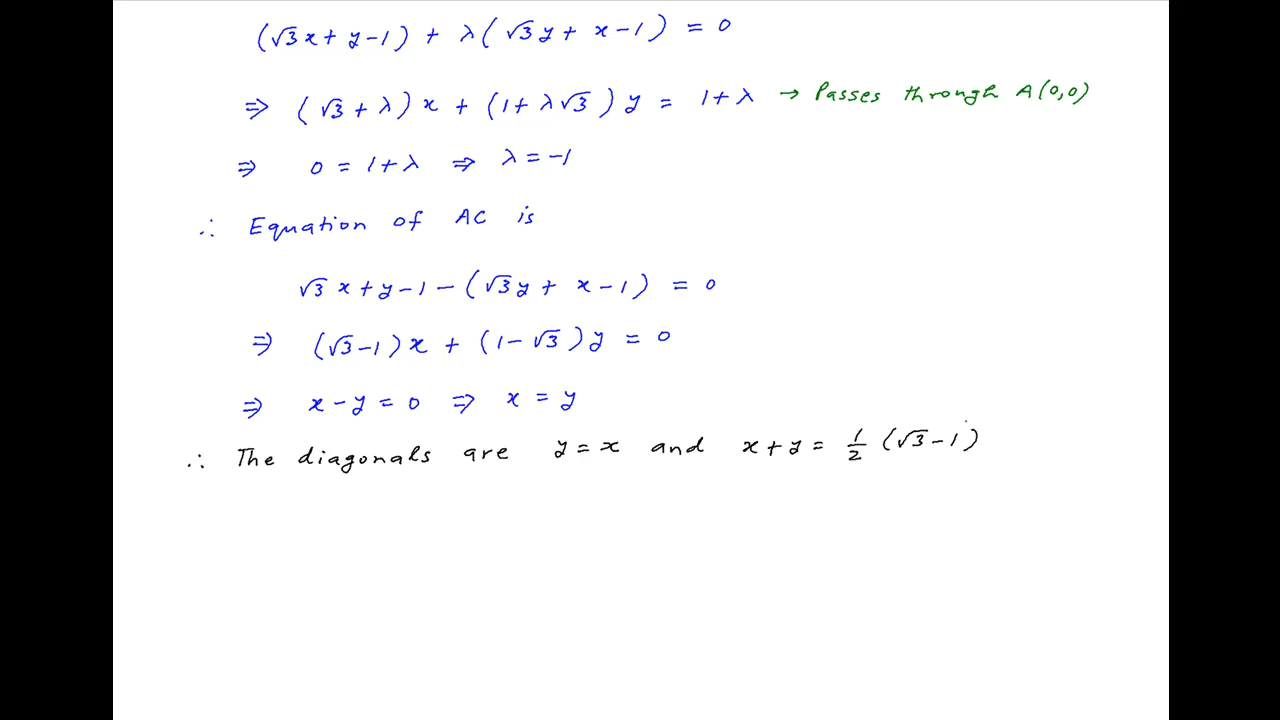 (√3x + y - 1) + λ(√3y + x - 1) = 0
⇒ (√3 + λ)x + (1 + λ√3)y = 1 + λ → Passes through A(0,0)
⇒ 0 = 1 + λ ⇒ λ = -1
∴ Equation of AC is
√3x + y - 1 - (√3y + x - 1) = 0
⇒ (√3 - 1)x + (1 - √3)y = 0
⇒ x - y = 0 ⇒ x = y
∴ The diagonals are y = x and x + y = 1/2 (√3 - 1)